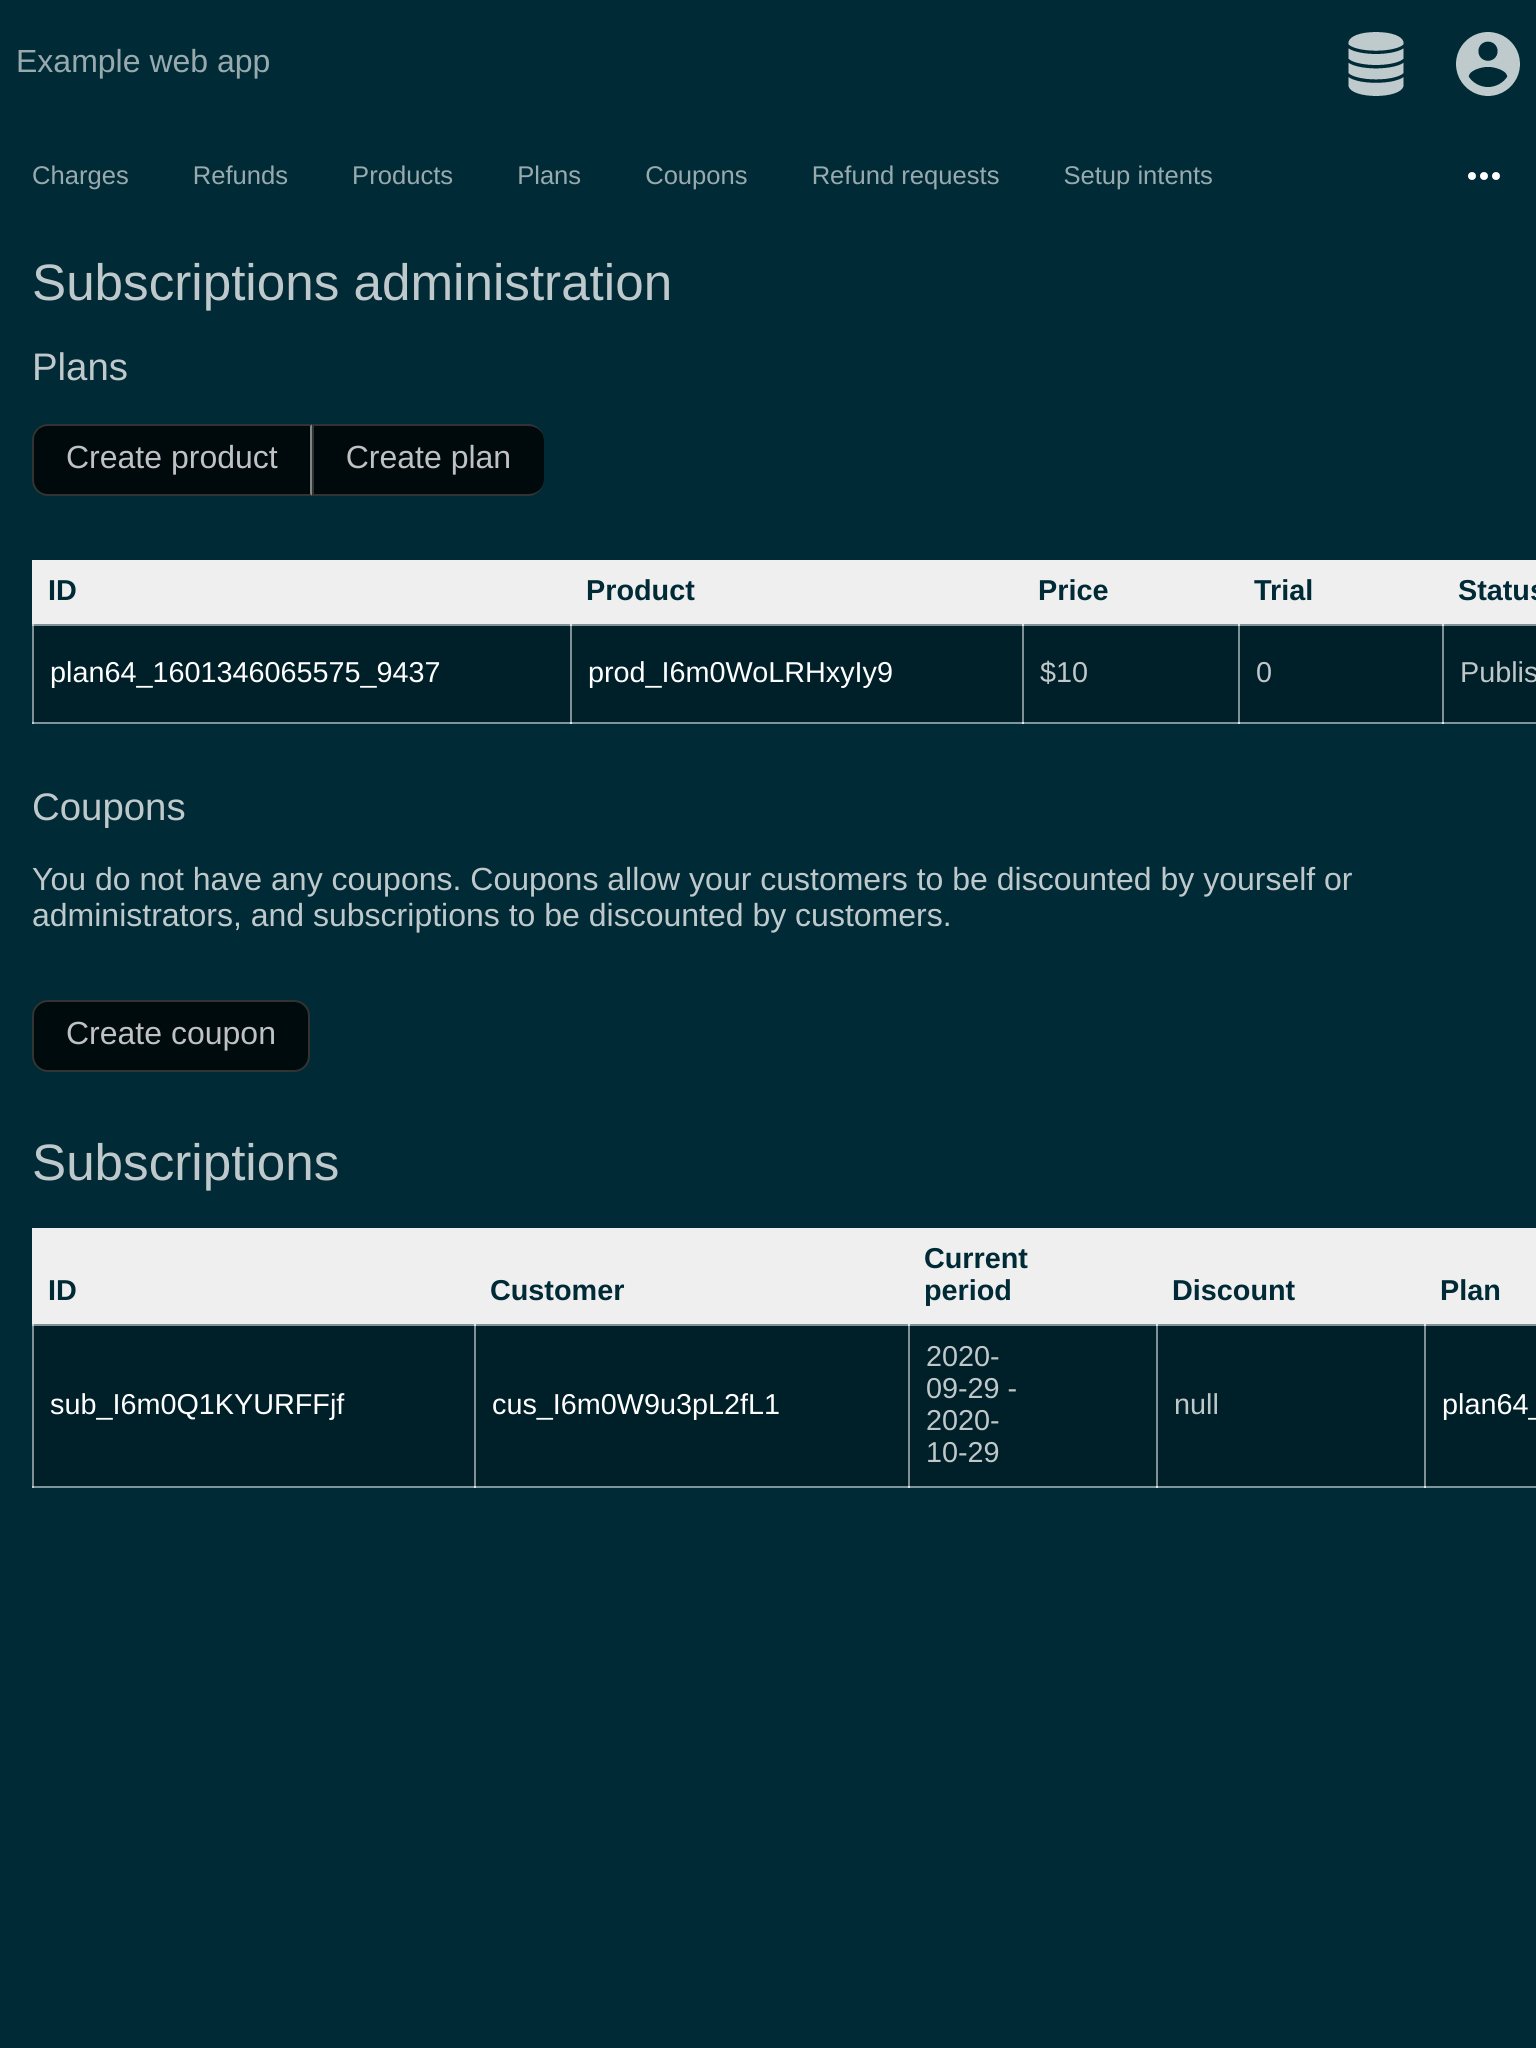 Example web app
Charges Refunds Products Plans Coupons Refund requests Setup intents
Subscriptions administration
Plans
Create product Create plan
ID Product Price Trial Status
plan64_1601346065575_9437 prod_I6m0WoLRHxyIy9 $10 0 Publis
Coupons
You do not have any coupons. Coupons allow your customers to be discounted by yourself or
administrators, and subscriptions to be discounted by customers.
Create coupon
Subscriptions
ID Customer Current period Discount Plan
sub_I6m0Q1KYURFFjf cus_I6m0W9u3pL2fL1 2020-
09-29 -
2020-
10-29 null plan64_